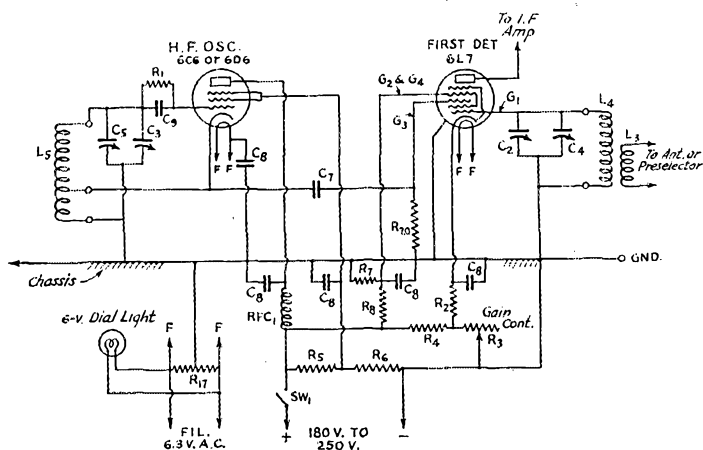 To I.F
Amp
H.F. OSC.
6C6 or 6D6
FIRST DET
6L7
R1
G2 & G4
G1
L4
C5
C3
C9
G3
C2
C4
L3
L5
F
F
C8
F
F
To Ant. or
Preselector
C7
R20
GND.
Chassis
C8
C8
R7
C8
C8
RFC1
R8
R2
Gain
Cont.
6-V. Dial Light
F
F
R4
R3
R17
R5
R6
SW1
FIL.
6.3 V. A.C.
+
180 V. TO
250 V.
-